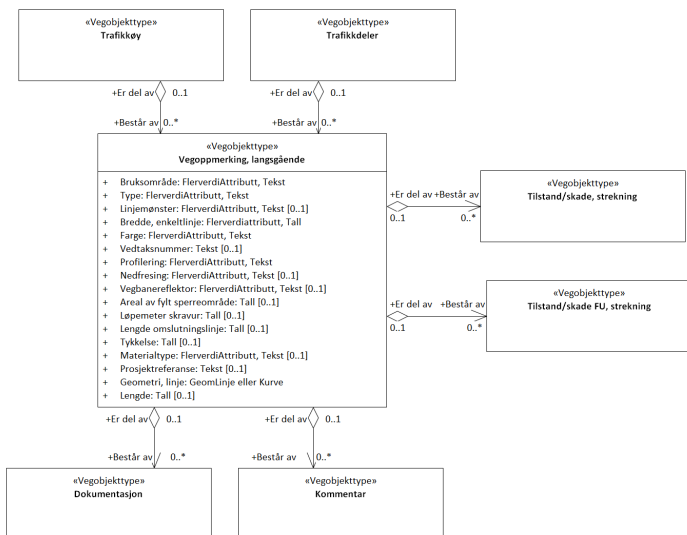 «Vegobjekttype»
Trafikkøy
«Vegobjekttype»
Trafikkdeler
+Er del av 0..1
+Består av 0..*
+Er del av 0..1
+Består av 0..*
«Vegobjekttype»
Vegoppmerking, langsgående
+ Bruksområde: FlerverdiAttributt, Tekst
+ Type: FlerverdiAttributt, Tekst
+ Linjemønster: FlerverdiAttributt, Tekst [0..1]
+ Bredde, enkeltlinje: Flerverdiattributt, Tall
+ Farge: FlerverdiAttributt, Tekst
+ Vedtaksnummer: Tekst [0..1]
+ Profilering: FlerverdiAttributt, Tekst
+ Nedfresing: FlerverdiAttributt, Tekst [0..1]
+ Vegbanereflektor: FlerverdiAttributt, Tekst [0..1]
+ Areal av fylt sperreområde: Tall [0..1]
+ Løpemeter skravur: Tall [0..1]
+ Lengde omslutningslinje: Tall [0..1]
+ Tykkelse: Tall [0..1]
+ Materialtype: FlerverdiAttributt, Tekst [0..1]
+ Prosjektreferanse: Tekst [0..1]
+ Geometri, linje: GeomLinje eller Kurve
+ Lengde: Tall [0..1]
+Er del av +Består av
0..1 0..*
«Vegobjekttype»
Tilstand/skade, strekning
+Er del av +Består av
0..1 0..*
«Vegobjekttype»
Tilstand/skade FU, strekning
+Er del av 0..1
+Består av 0..*
+Er del av 0..1
+Består av 0..*
«Vegobjekttype»
Dokumentasjon
«Vegobjekttype»
Kommentar